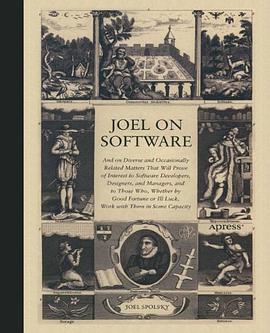 JOEL ON
SOFTWARE
And on Diverse and Occasionally
Related Matters That Will Prove
of Interest to Software Developers,
Designers, and Managers, and
to Those Who, Whether by
Good Fortune or Ill Luck,
Work with Them in Some Capacity
Apress™
JOEL SPOLSKY